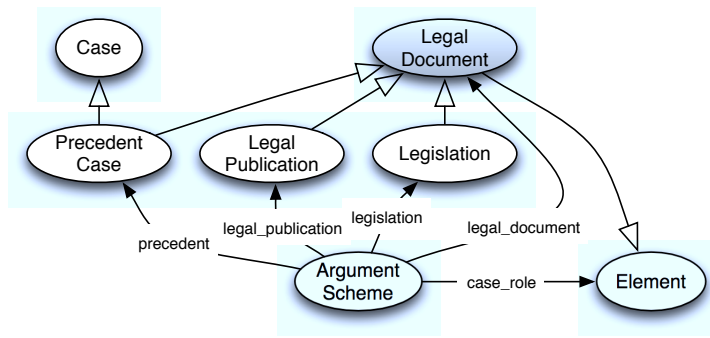 Case
Legal
Document
Precedent
Case
Legal
Publication
Legislation
legislation
legal_publication
legal_document
precedent
Argument
Scheme
case_role
Element